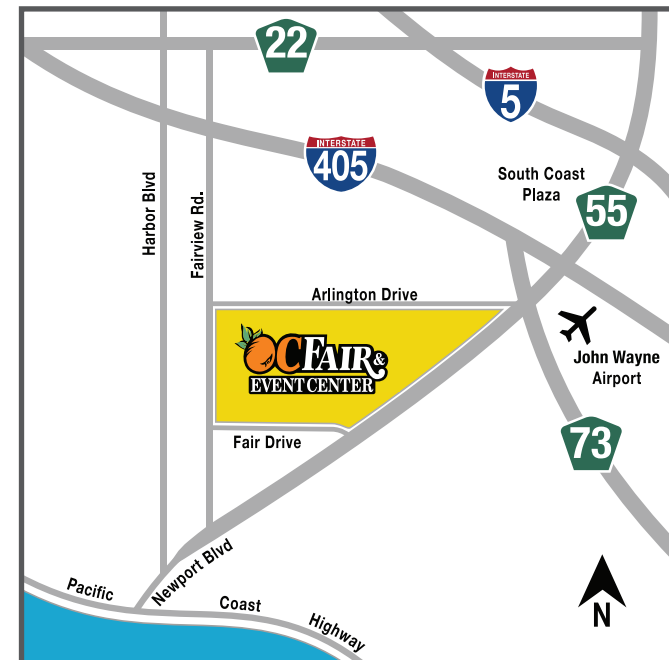 22
INTERSTATE
5
INTERSTATE
405
South Coast
Plaza
55
Harbor Blvd
Fairview Rd.
Arlington Drive
OC FAIR &
EVENT CENTER
John Wayne
Airport
Fair Drive
73
Newport Blvd
Pacific Coast Highway
N